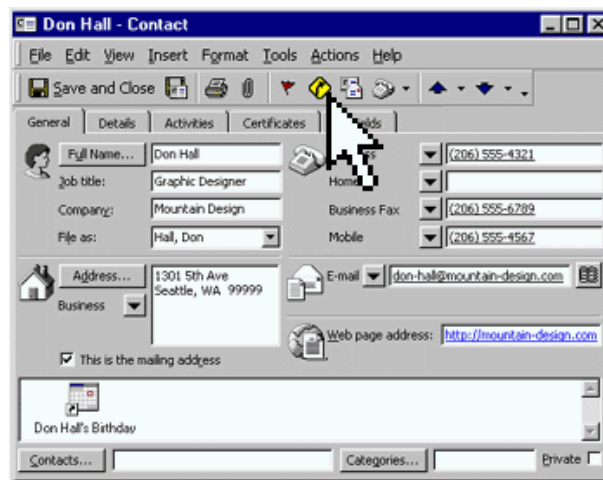 Don Hall - Contact
File Edit View Insert Format Tools Actions Help
Save and Close
General Details Activities Certificates
Full Name... Don Hall (206) 555-4321
Job title: Graphic Designer Home
Company: Mountain Design Business Fax (206) 555-6789
File as: Hall, Don Mobile (206) 555-4567
Address... 1301 5th Ave E-mail don-hall@mountain-design.com
Seattle, WA 99999
Business
Web page address: http://mountain-design.com
This is the mailing address
Don Hall's Birthday
Contacts... Categories... Private